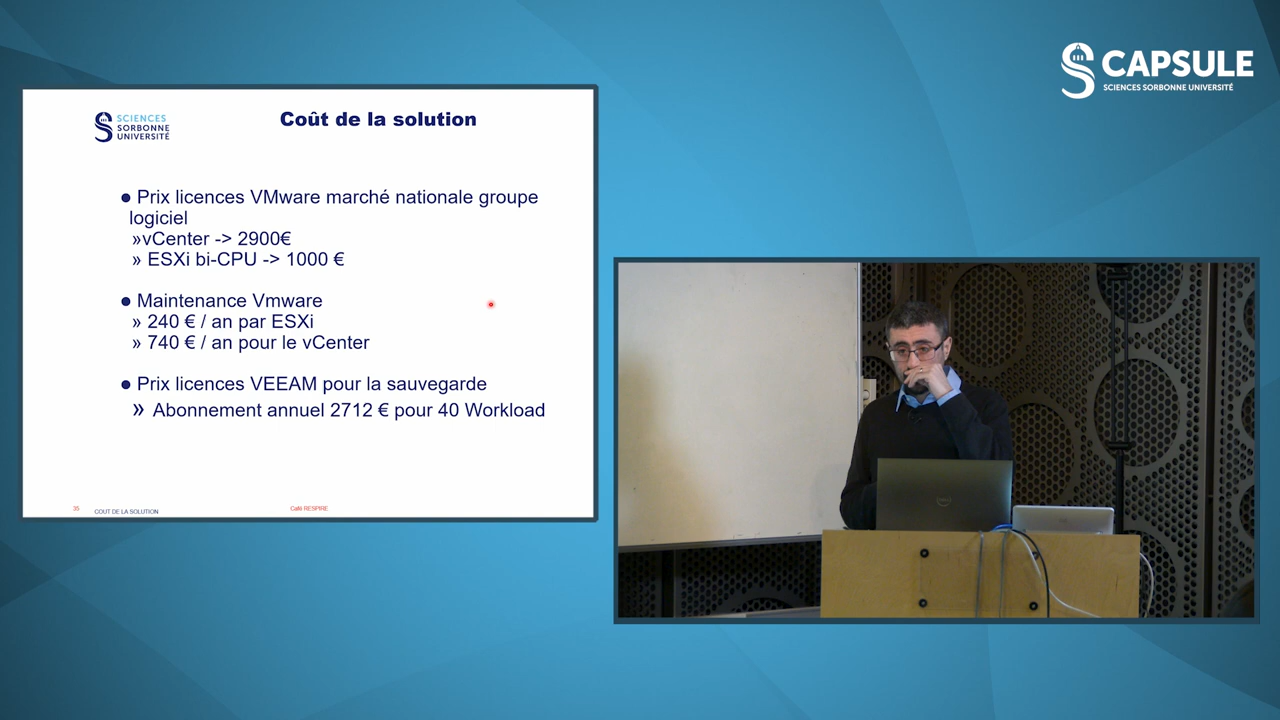 CAPSULE
SCIENCES SORBONNE UNIVERSITÉ
SCIENCES
SORBONNE
UNIVERSITÉ
Coût de la solution
● Prix licences VMware marché nationale groupe
logiciel
»vCenter -> 2900€
» ESXi bi-CPU -> 1000 €
● Maintenance Vmware
» 240 € / an par ESXi
» 740 € / an pour le vCenter
● Prix licences VEEAM pour la sauvegarde
» Abonnement annuel 2712 € pour 40 Workload
35
COUT DE LA SOLUTION
Café RESPIRE